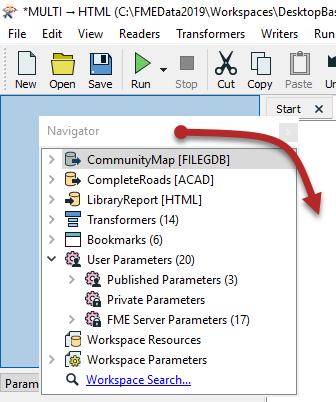 *MULTI → HTML (C:\FMEData2019\Workspaces\DesktopBas
File Edit View Readers Transformers Writers
New Open Save Run Stop Cut Copy Paste Undo
Start
Navigator
CommunityMap [FILEGDB]
CompleteRoads [ACAD]
LibraryReport [HTML]
Transformers (14)
Bookmarks (6)
User Parameters (20)
Published Parameters (3)
Private Parameters
FME Server Parameters (17)
Workspace Resources
Workspace Parameters
Workspace Search...
Param